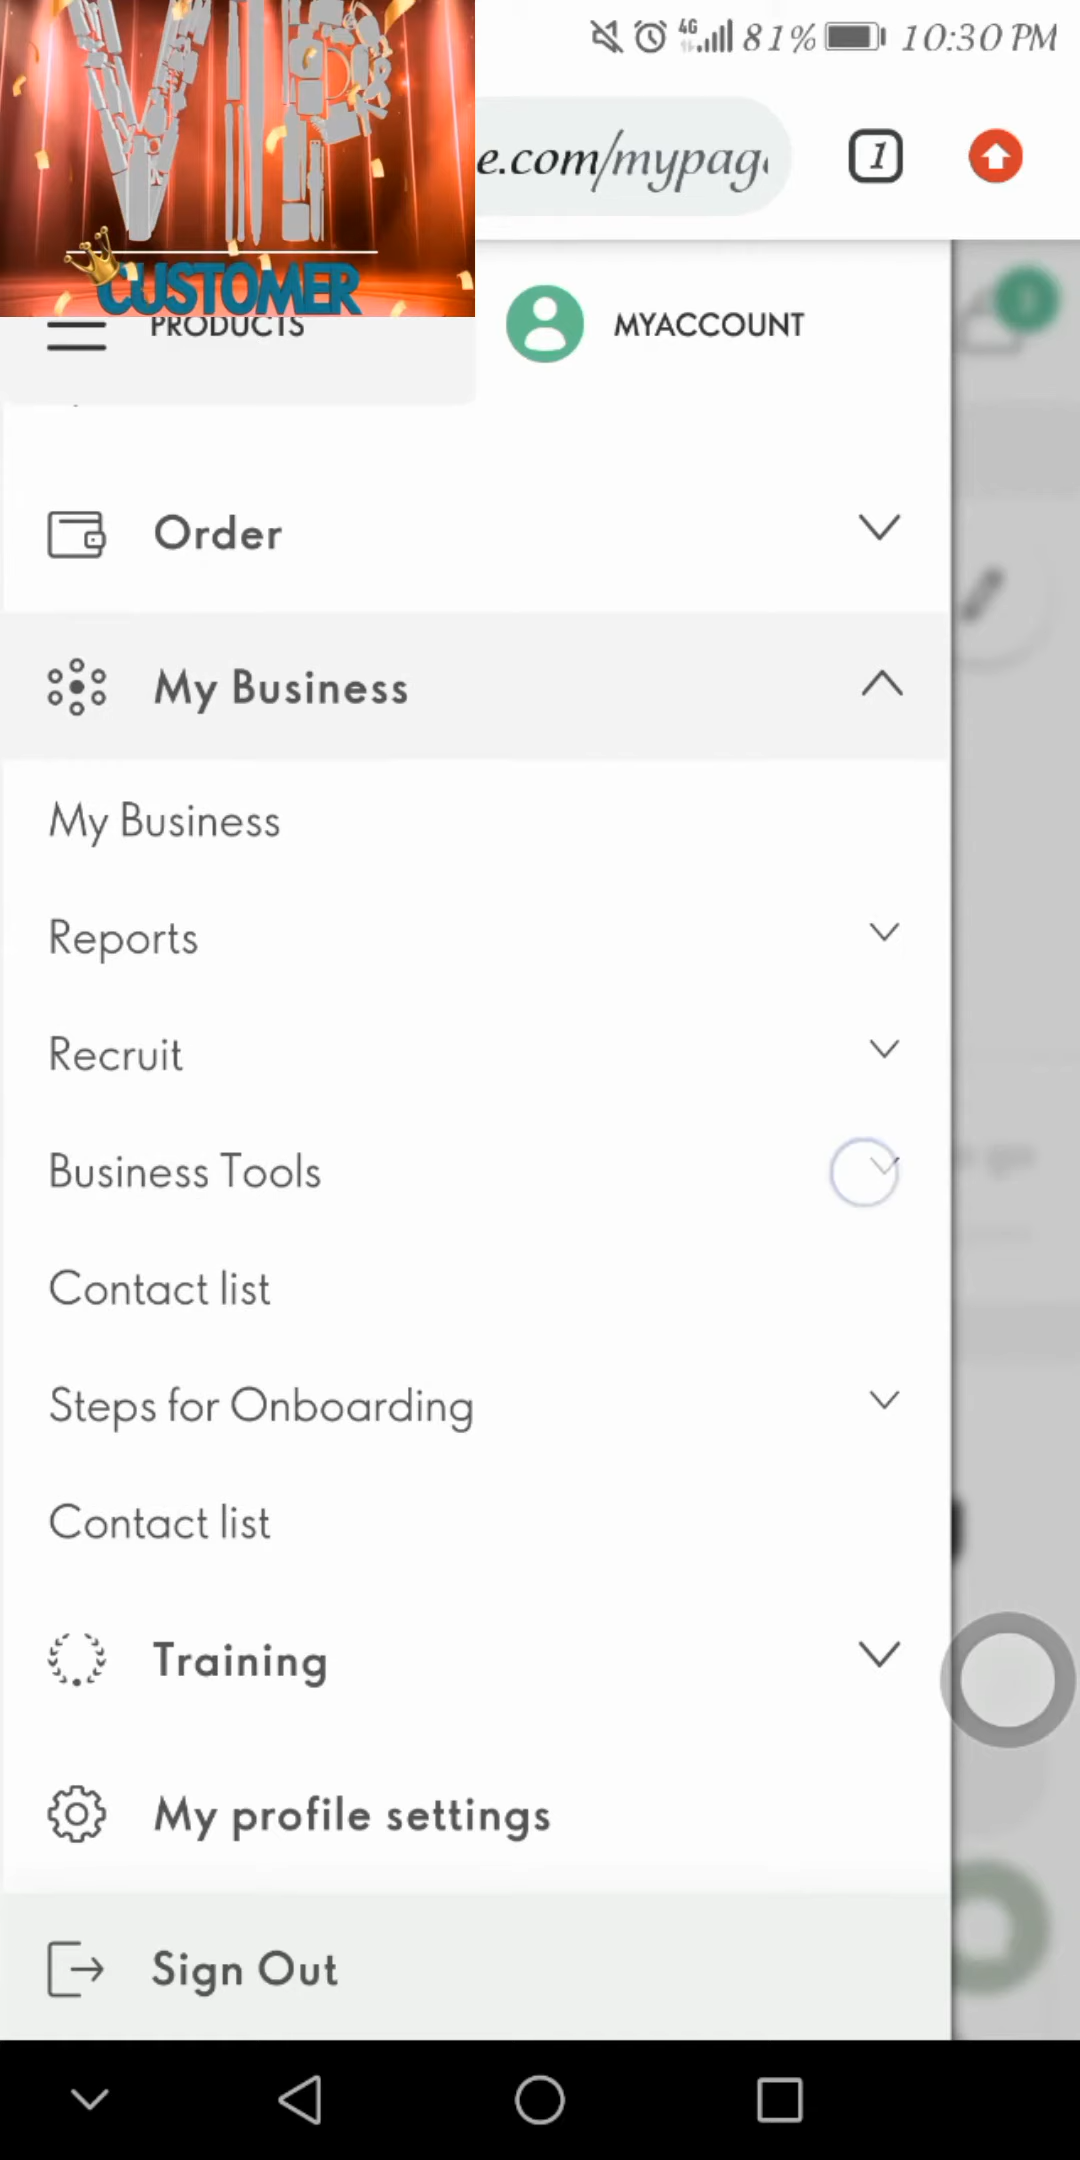 VIP
CUSTOMER
4G 81% 10:30 PM
e.com/mypag
1
PRODUCTS
MYACCOUNT
Order
My Business
My Business
Reports
Recruit
Business Tools
Contact list
Steps for Onboarding
Contact list
Training
My profile settings
Sign Out